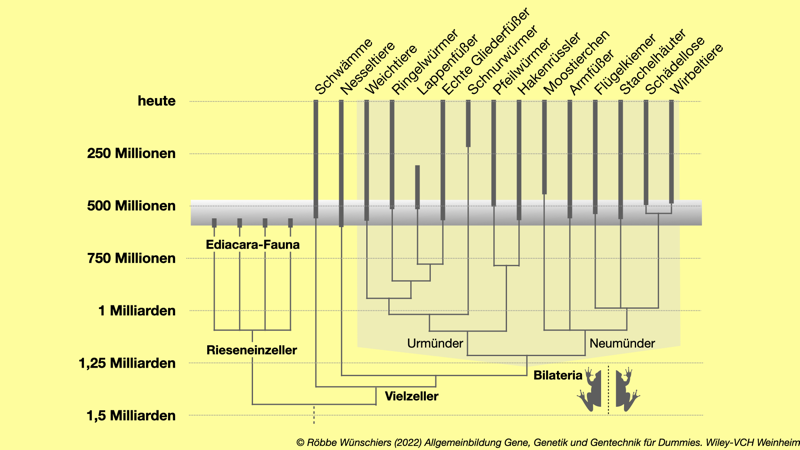 Schwämme
Nesseltiere
Weichtiere
Ringelwürmer
Lappenfüßer
Echte Gliederfüßer
Schnurwürmer
Pfeilwürmer
Hakenrüssler
Moostierchen
Armfüßer
Flügelkiemer
Stachelhäuter
Schädellose
Wirbeltiere
heute
250 Millionen
500 Millionen
Ediacara-Fauna
750 Millionen
1 Milliarden
Urmünder
Neumünder
Rieseneinzeller
1,25 Milliarden
Bilateria
Vielzeller
1,5 Milliarden
© Röbbe Wünschiers (2022) Allgemeinbildung Gene, Genetik und Gentechnik für Dummies. Wiley-VCH Weinheim